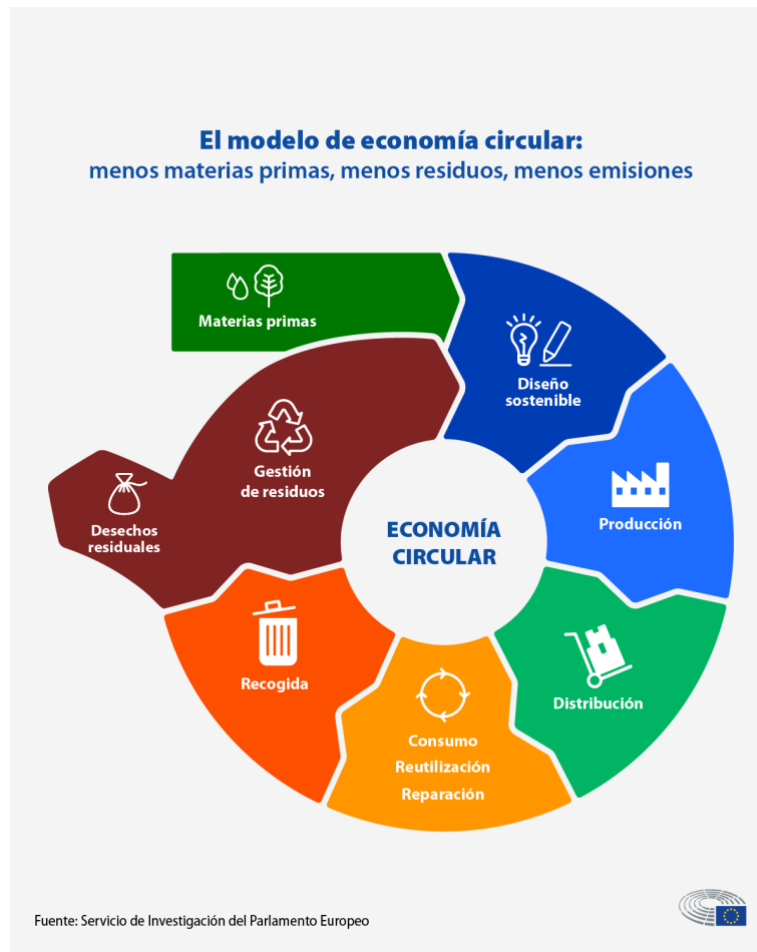 El modelo de economía circular:
menos materias primas, menos residuos, menos emisiones
Materias primas
Diseño
sostenible
Producción
Distribución
Consumo
Reutilización
Reparación
Recogida
Gestión
de residuos
Desechos
residuales
ECONOMÍA
CIRCULAR
Fuente: Servicio de Investigación del Parlamento Europeo